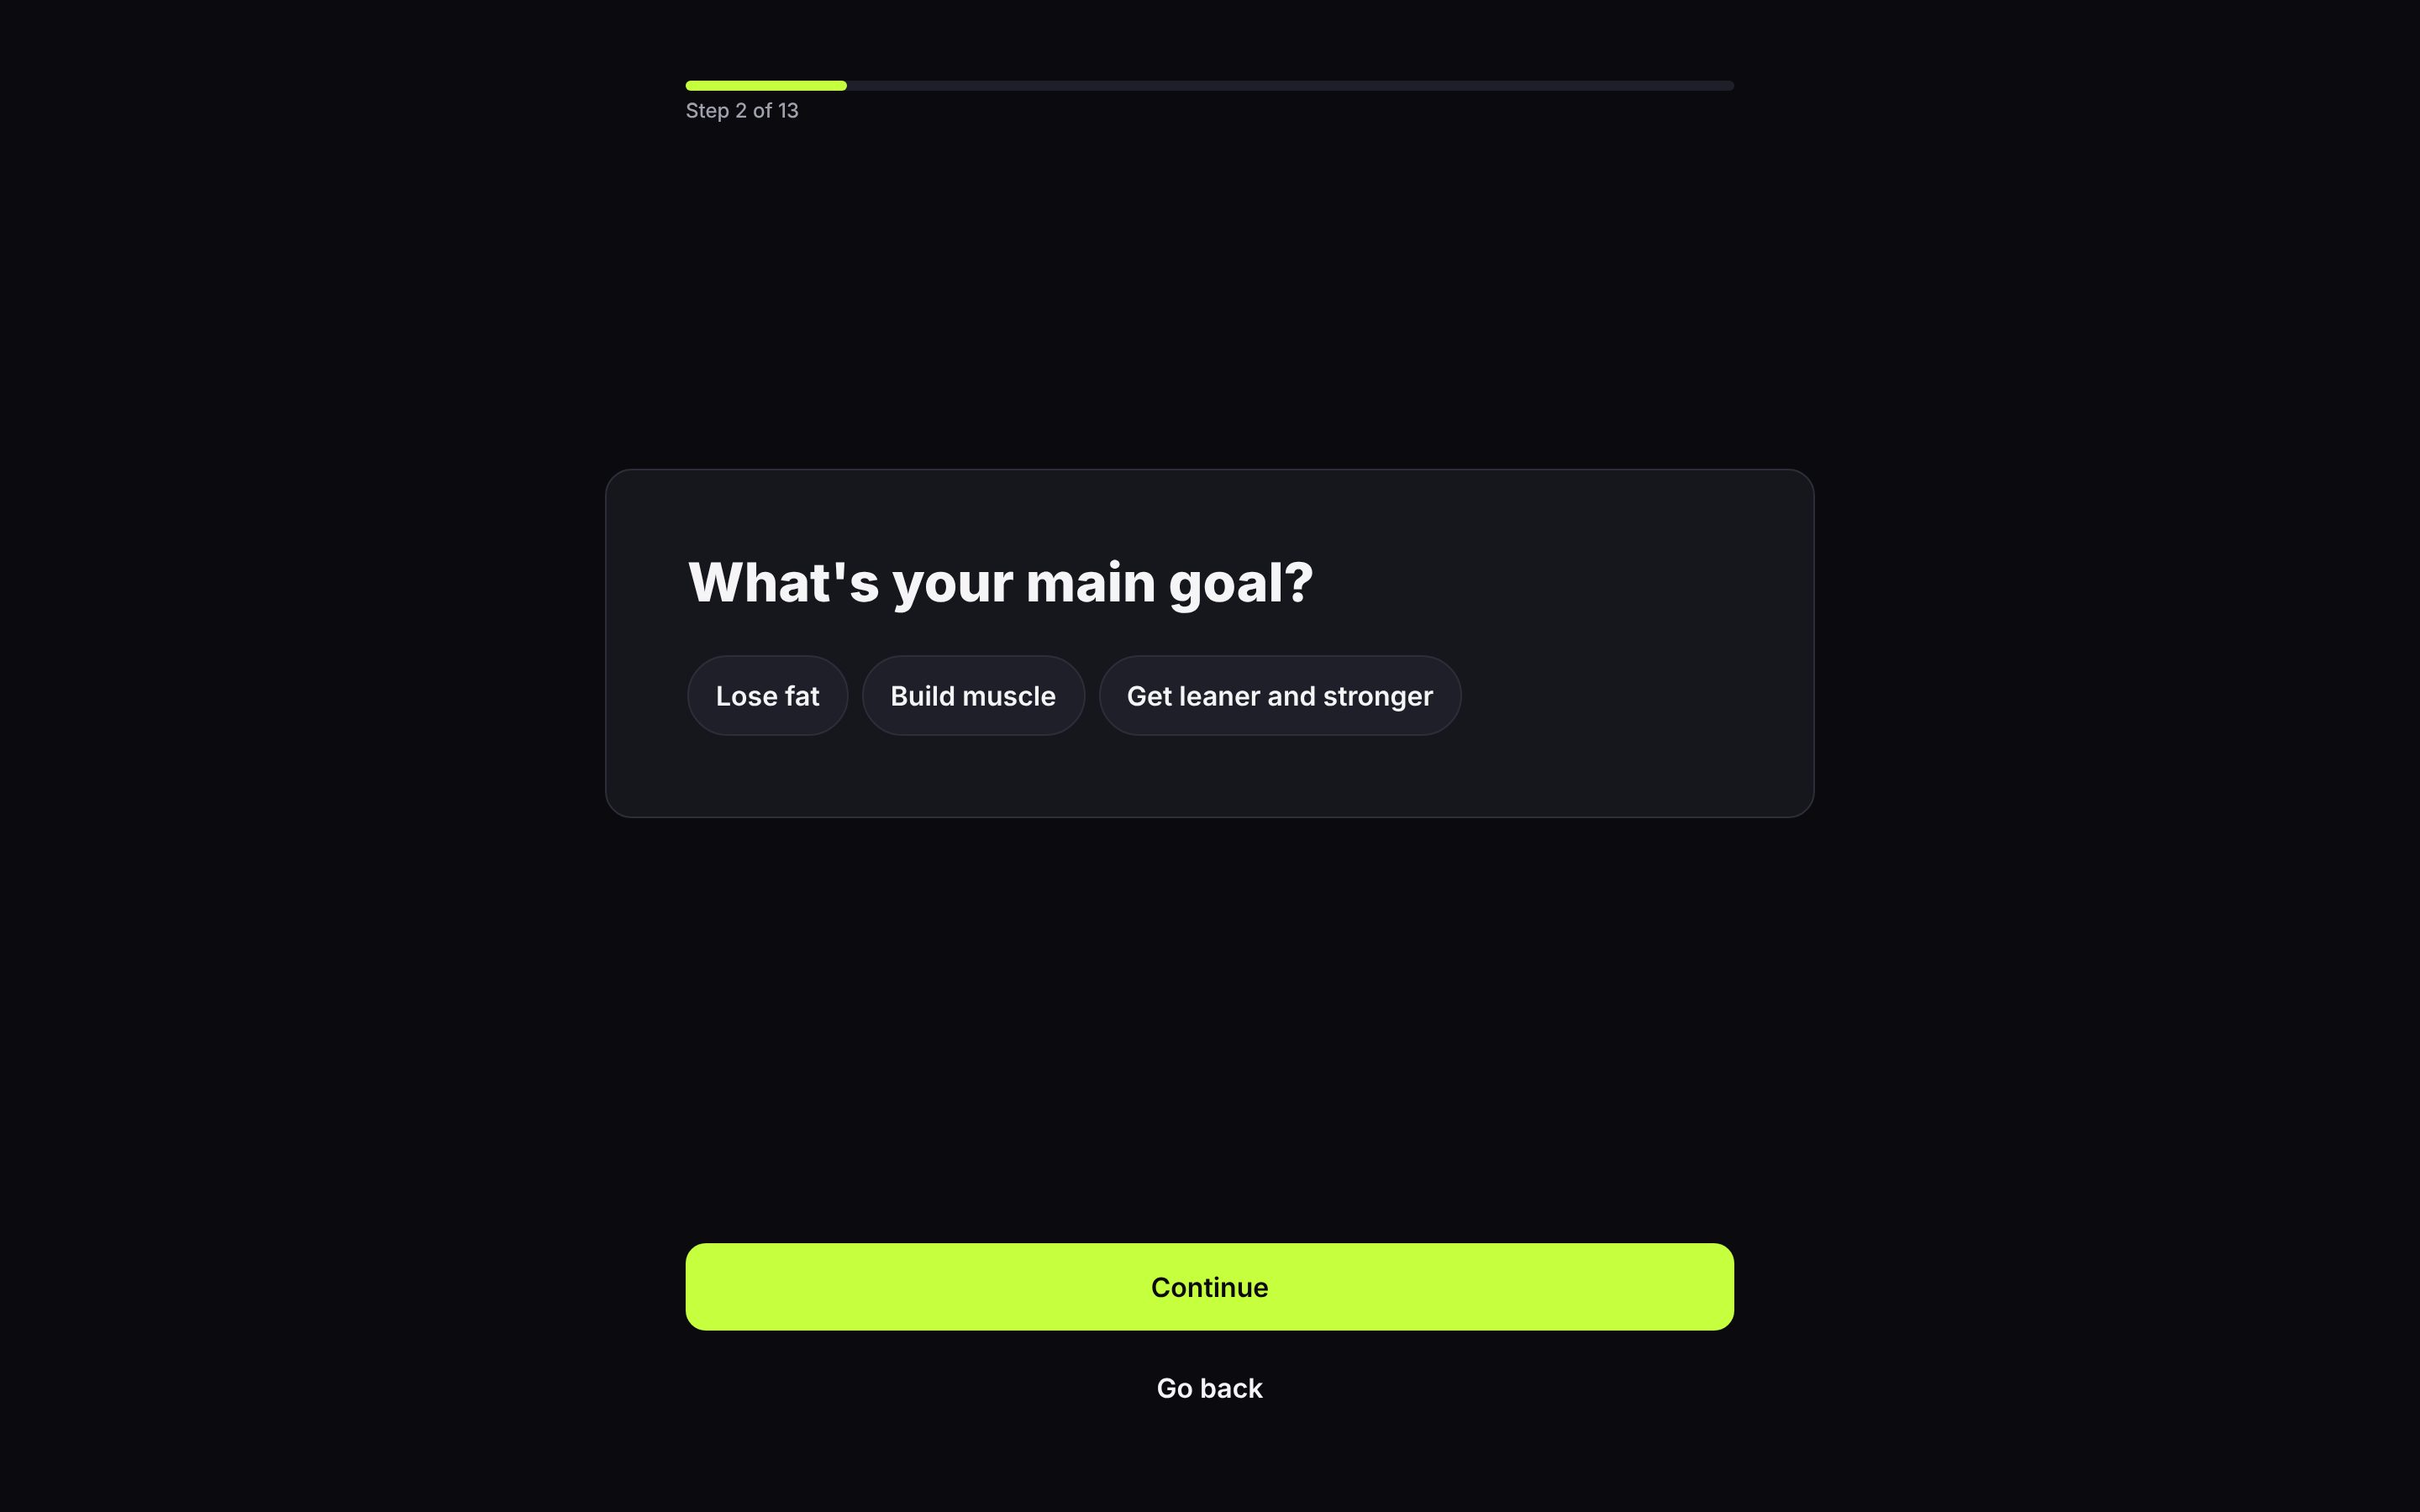 Step 2 of 13
What's your main goal?
Lose fat
Build muscle
Get leaner and stronger
Continue
Go back